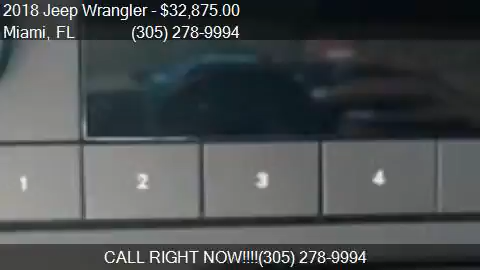 2018 Jeep Wrangler - $32,875.00
Miami, FL (305) 278-9994
1 2 3 4
CALL RIGHT NOW!!!!(305) 278-9994